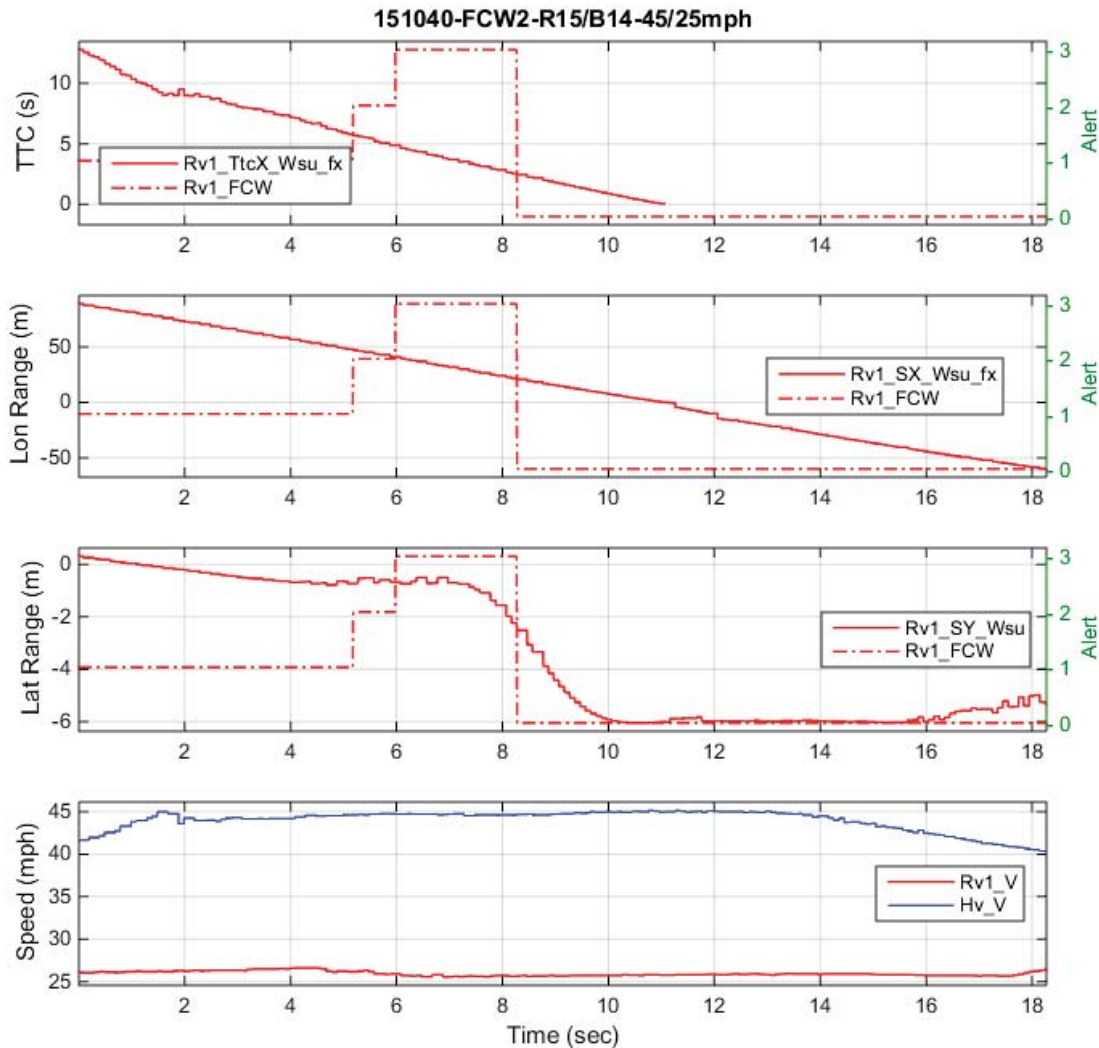 151040-FCW2-R15/B14-45/25mph
TTC (s)
10
5
0
Rv1_TtcX_Wsu_fx
Rv1_FCW
3
2
1
0
Alert
2 4 6 8 10 12 14 16 18
Lon Range (m)
50
0
-50
Rv1_SX_Wsu_fx
Rv1_FCW
3
2
1
0
Alert
2 4 6 8 10 12 14 16 18
Lat Range (m)
0
-2
-4
-6
Rv1_SY_Wsu
Rv1_FCW
3
2
1
0
Alert
2 4 6 8 10 12 14 16 18
Speed (mph)
45
40
35
30
25
Rv1_V
Hv_V
2 4 6 8 10 12 14 16 18
Time (sec)